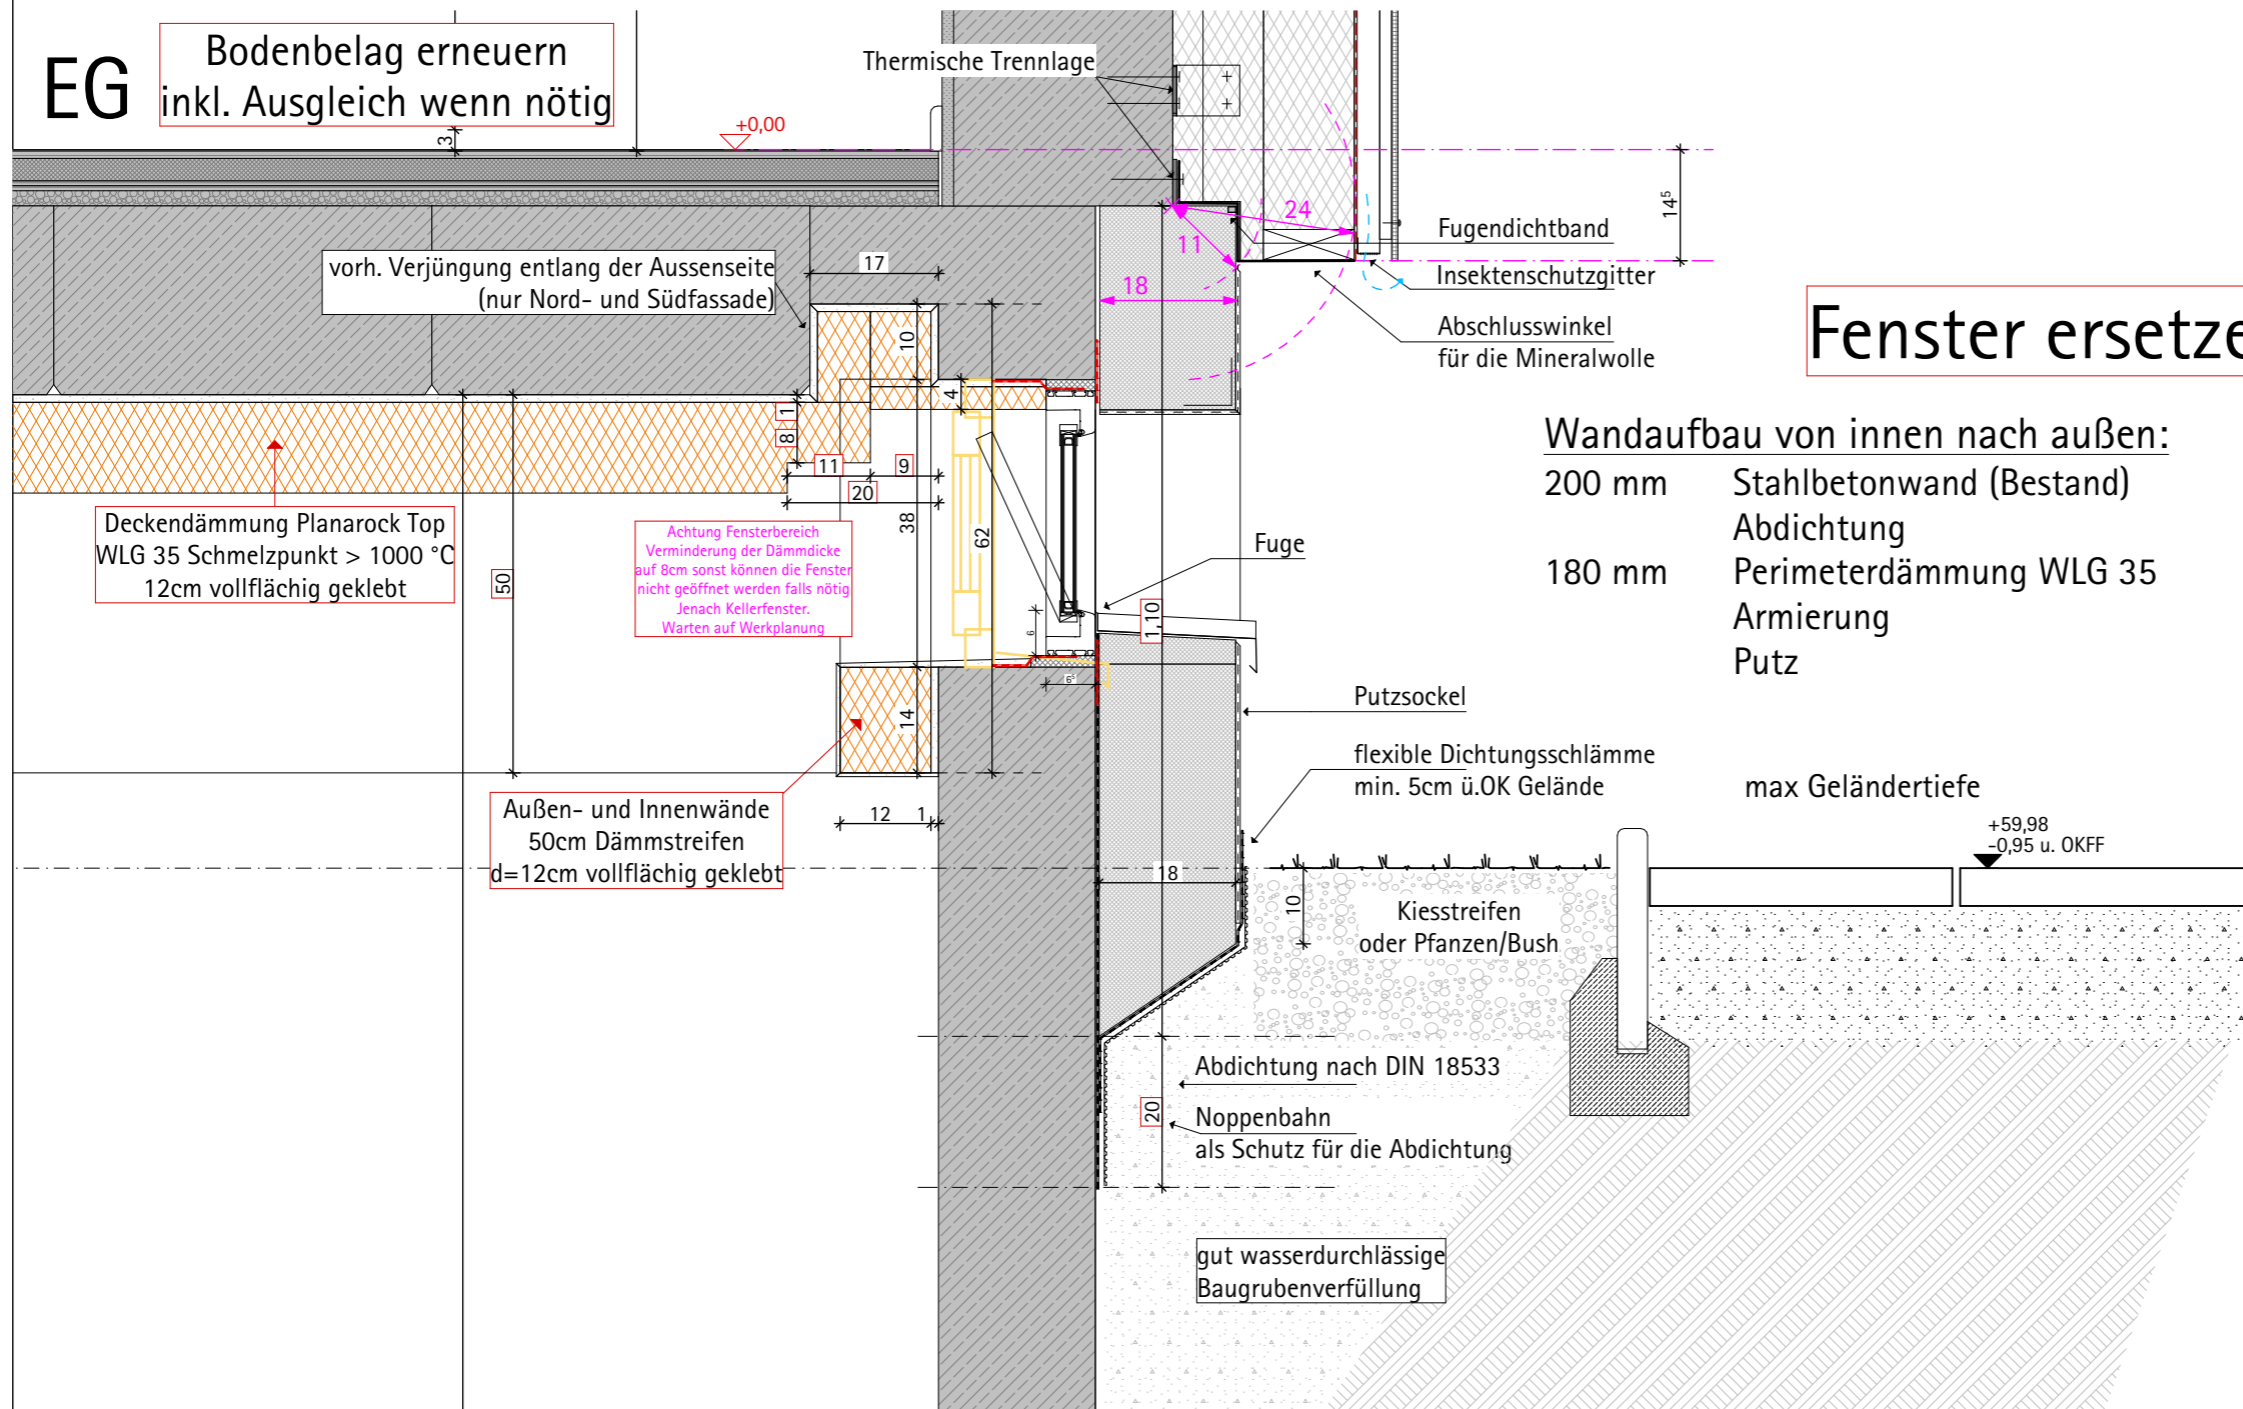 EG
Bodenbelag erneuern
inkl. Ausgleich wenn nötig
3
+0,00
Thermische Trennlage
14⁵
24
11
18
Fugendichtband
Insektenschutzgitter
Abschlusswinkel
für die Mineralwolle
vorh. Verjüngung entlang der Aussenseite
(nur Nord- und Südfassade)
17
10
4
1
8
11
9
20
38
62
50
Fenster ersetze
Wandaufbau von innen nach außen:
200 mm Stahlbetonwand (Bestand)
Abdichtung
180 mm Perimeterdämmung WLG 35
Armierung
Putz
Deckendämmung Planarock Top
WLG 35 Schmelzpunkt > 1000 °C
12cm vollflächig geklebt
Achtung Fensterbereich
Verminderung der Dämmdicke
auf 8cm sonst können die Fenster
nicht geöffnet werden falls nötig
Jenach Kellerfenster.
Warten auf Werkplanung
Fuge
1,10
6
6⁵
14
Putzsockel
flexible Dichtungsschlämme
min. 5cm ü.OK Gelände
max Geländertiefe
+59,98
-0,95 u. OKFF
Außen- und Innenwände
50cm Dämmstreifen
d=12cm vollflächig geklebt
12
1
18
10
Kiesstreifen
oder Pfanzen/Bush
Abdichtung nach DIN 18533
20
Noppenbahn
als Schutz für die Abdichtung
gut wasserdurchlässige
Baugrubenverfüllung